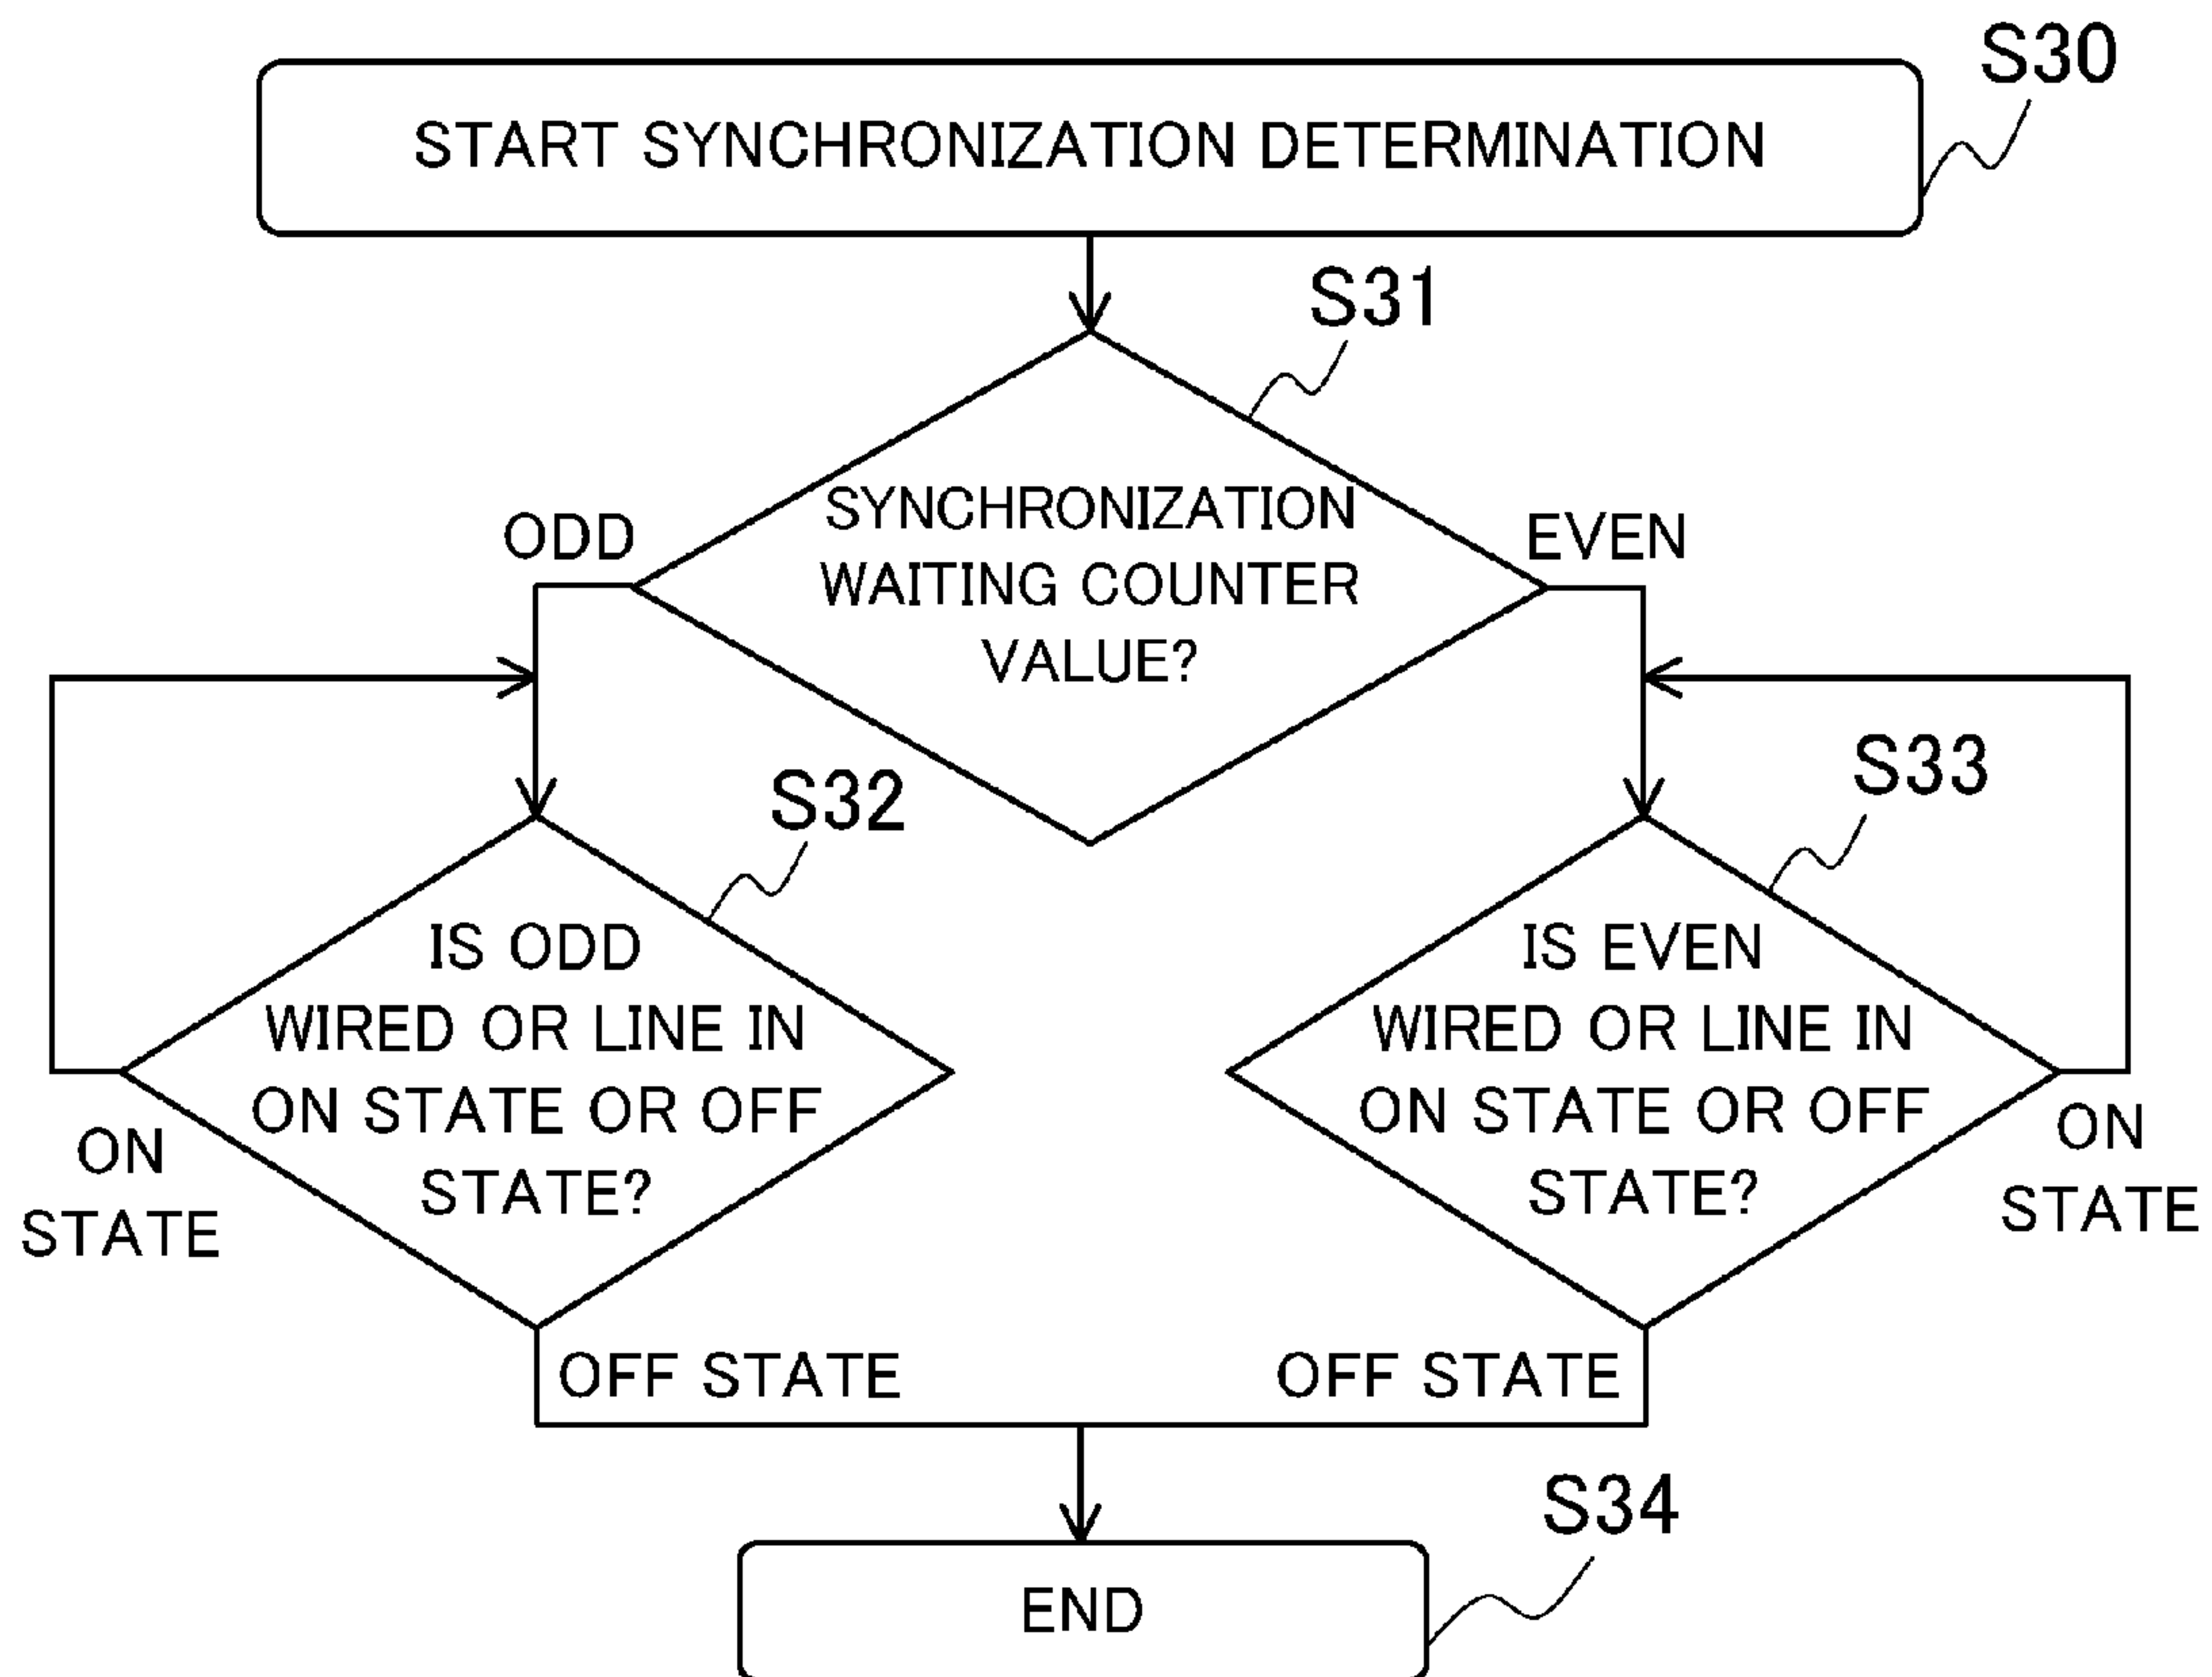 S30
START SYNCHRONIZATION DETERMINATION
S31
SYNCHRONIZATION
WAITING COUNTER
VALUE?
ODD
EVEN
S32
IS ODD
WIRED OR LINE IN
ON STATE OR OFF
STATE?
ON
STATE
OFF STATE
S33
IS EVEN
WIRED OR LINE IN
ON STATE OR OFF
STATE?
ON
STATE
OFF STATE
S34
END